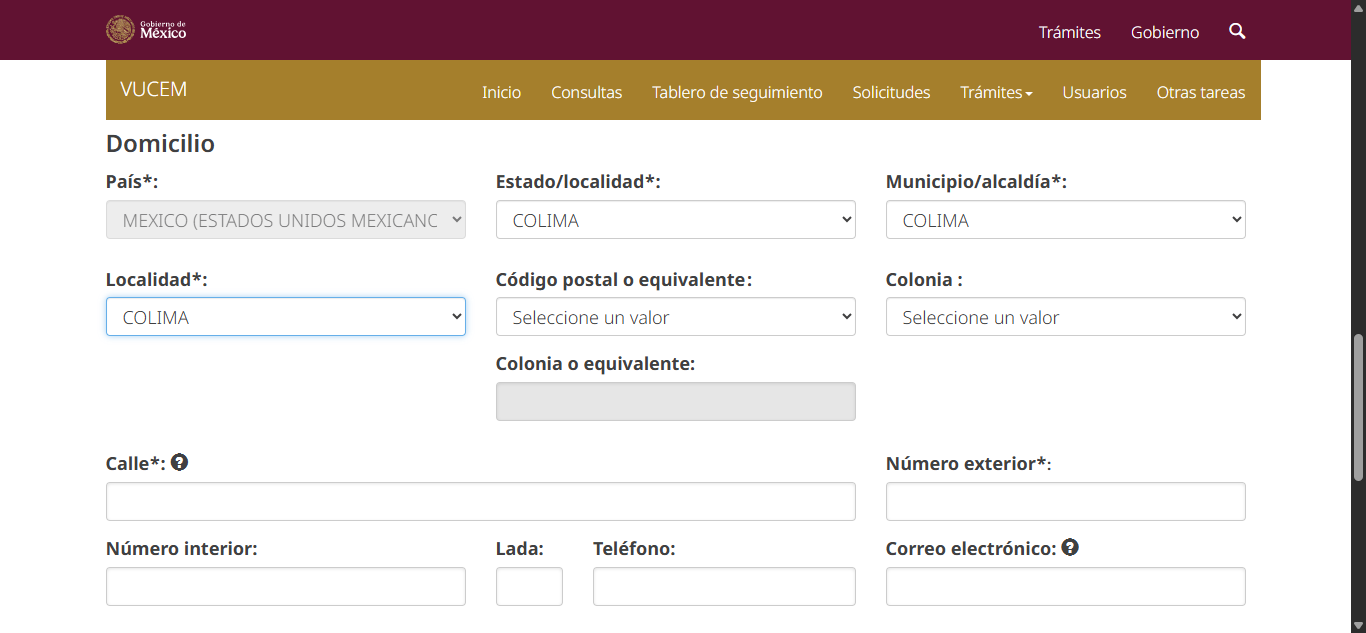 Gobierno de
México
Trámites
Gobierno
VUCEM
Inicio
Consultas
Tablero de seguimiento
Solicitudes
Trámites
Usuarios
Otras tareas
Domicilio
País*:
Estado/localidad*:
Municipio/alcaldía*:
MEXICO (ESTADOS UNIDOS MEXICANO
COLIMA
COLIMA
Localidad*:
Código postal o equivalente:
Colonia :
COLIMA
Seleccione un valor
Seleccione un valor
Colonia o equivalente:
Calle*:
Número exterior*:
Número interior:
Lada:
Teléfono:
Correo electrónico: